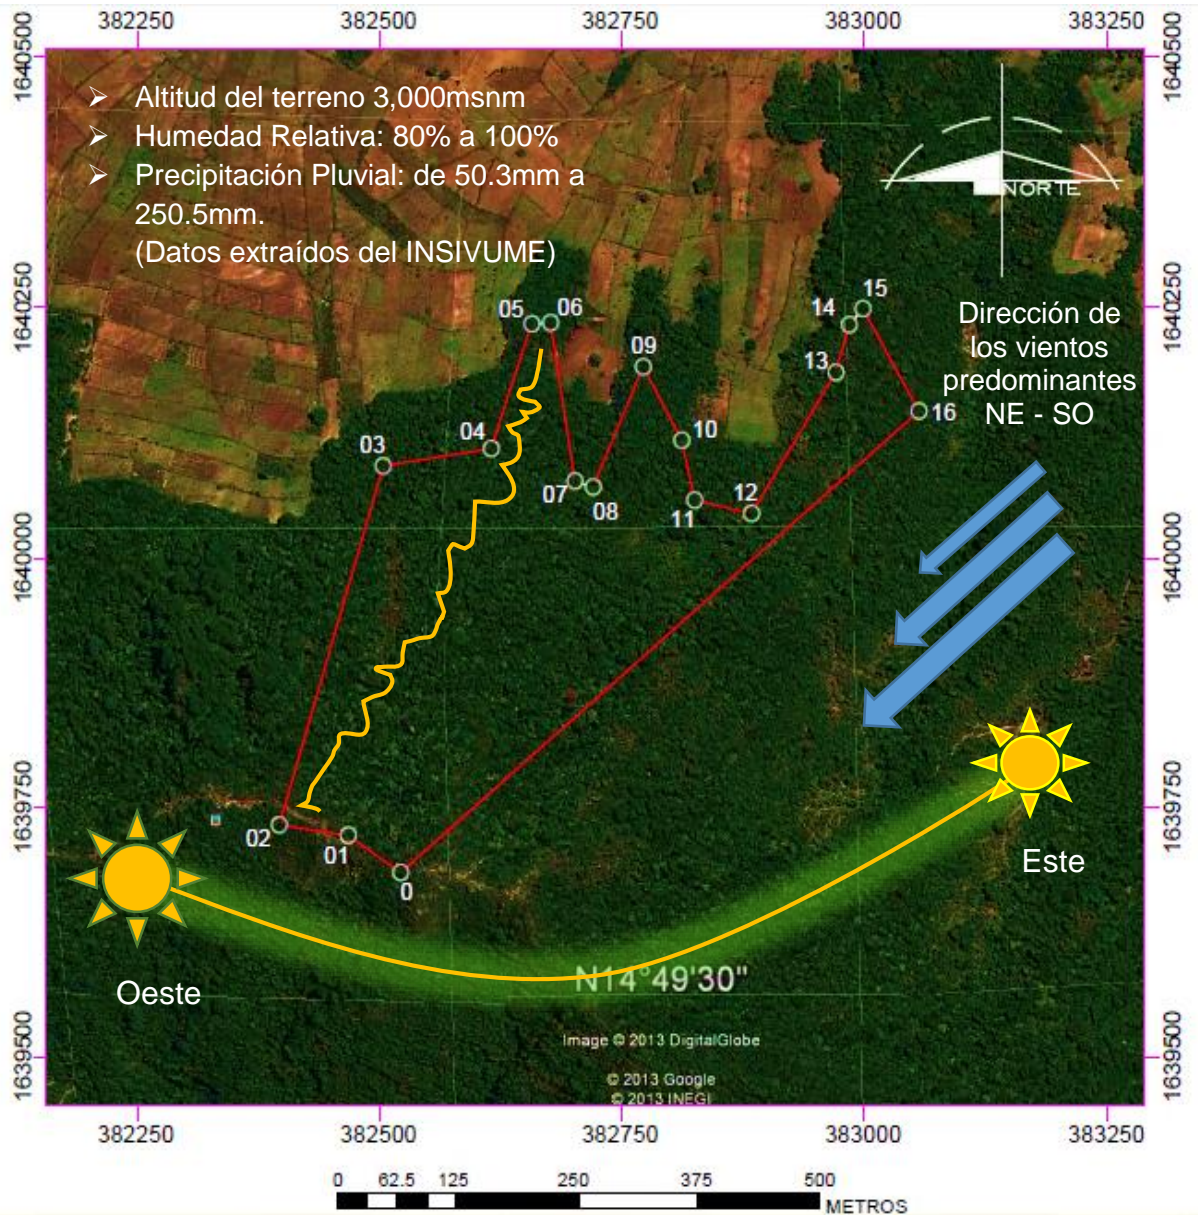 382250 382500 382750 383000 383250
1640500
1640500
➢ Altitud del terreno 3,000msnm
➢ Humedad Relativa: 80% a 100%
➢ Precipitación Pluvial: de 50.3mm a
250.5mm.
(Datos extraídos del INSIVUME)
NORTE
1640250
1640250
05
06
14
15
Dirección de
los vientos
predominantes
NE - SO
09
13
16
03
04
10
07
08
11
12
1640000
1640000
1639750
1639750
02
01
0
Este
Oeste
N14°49'30"
Image © 2013 DigitalGlobe
© 2013 Google
© 2013 INEGI
1639500
1639500
382250 382500 382750 383000 383250
0 62.5 125 250 375 500
METROS